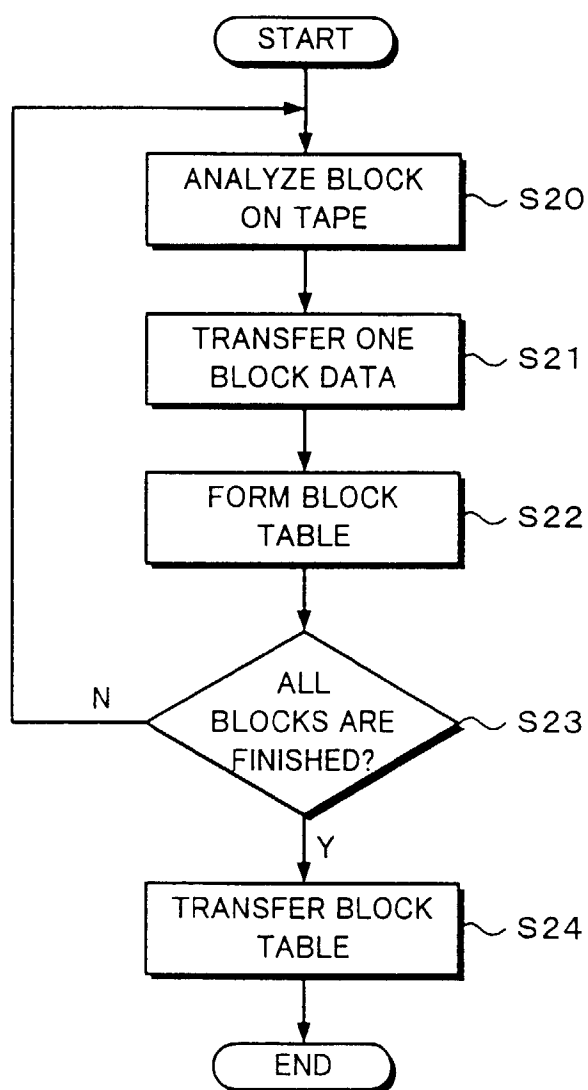 START
ANALYZE BLOCK
ON TAPE
S20
TRANSFER ONE
BLOCK DATA
S21
FORM BLOCK
TABLE
S22
N
ALL
BLOCKS ARE
FINISHED?
S23
Y
TRANSFER BLOCK
TABLE
S24
END